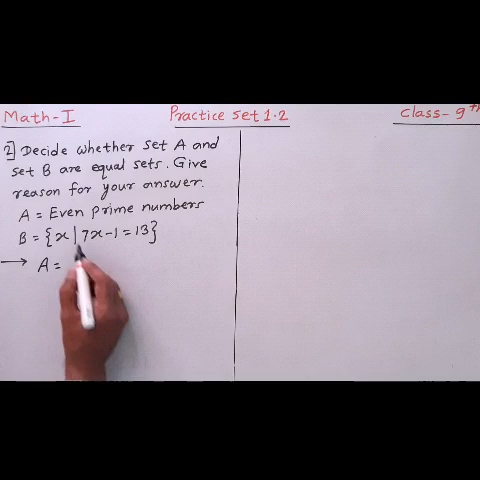 Math-I
Practice Set 1.2
Class- 9th
2] Decide whether set A and
set B are equal sets. Give
reason for your answer.
A = Even prime numbers
B = {x | 7x-1=13}
→ A =